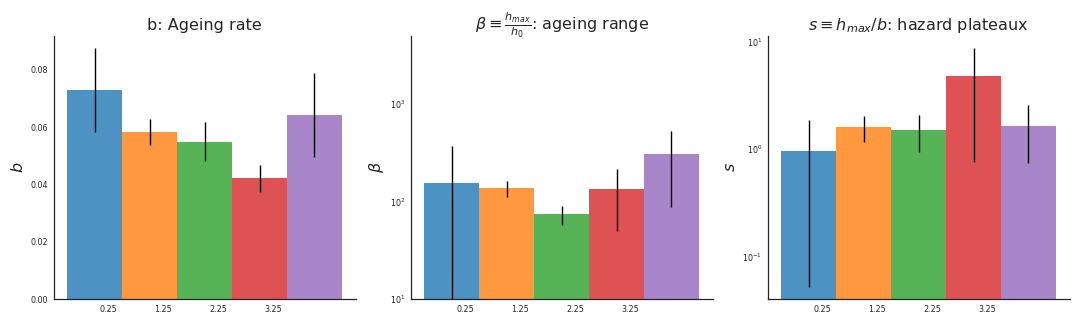 b: Ageing rate
b
0.08
0.06
0.04
0.02
0.00
0.25 1.25 2.25 3.25
β ≡ h_max/h_0: ageing range
β
10^3
10^2
10^1
0.25 1.25 2.25 3.25
s ≡ h_max/b: hazard plateaux
s
10^1
10^0
10^-1
0.25 1.25 2.25 3.25